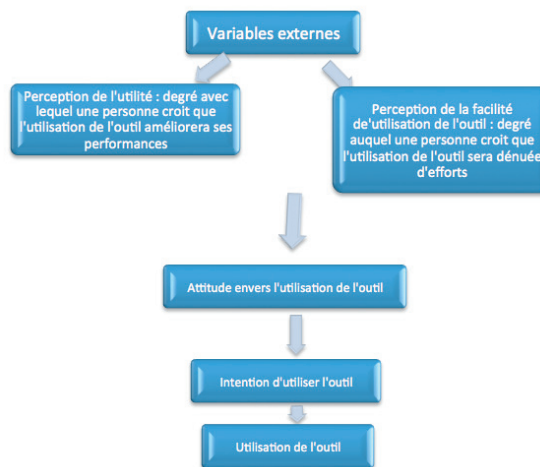 Variables externes
Perception de l'utilité : degré avec
lequel une personne croit que
l'utilisation de l'outil améliorera ses
performances
Perception de la facilité
de'utilisation de l'outil : degré
auquel une personne croit que
l'utilisation de l'outil sera dénuée
d'efforts
Attitude envers l'utilisation de l'outil
Intention d'utiliser l'outil
Utilisation de l'outil